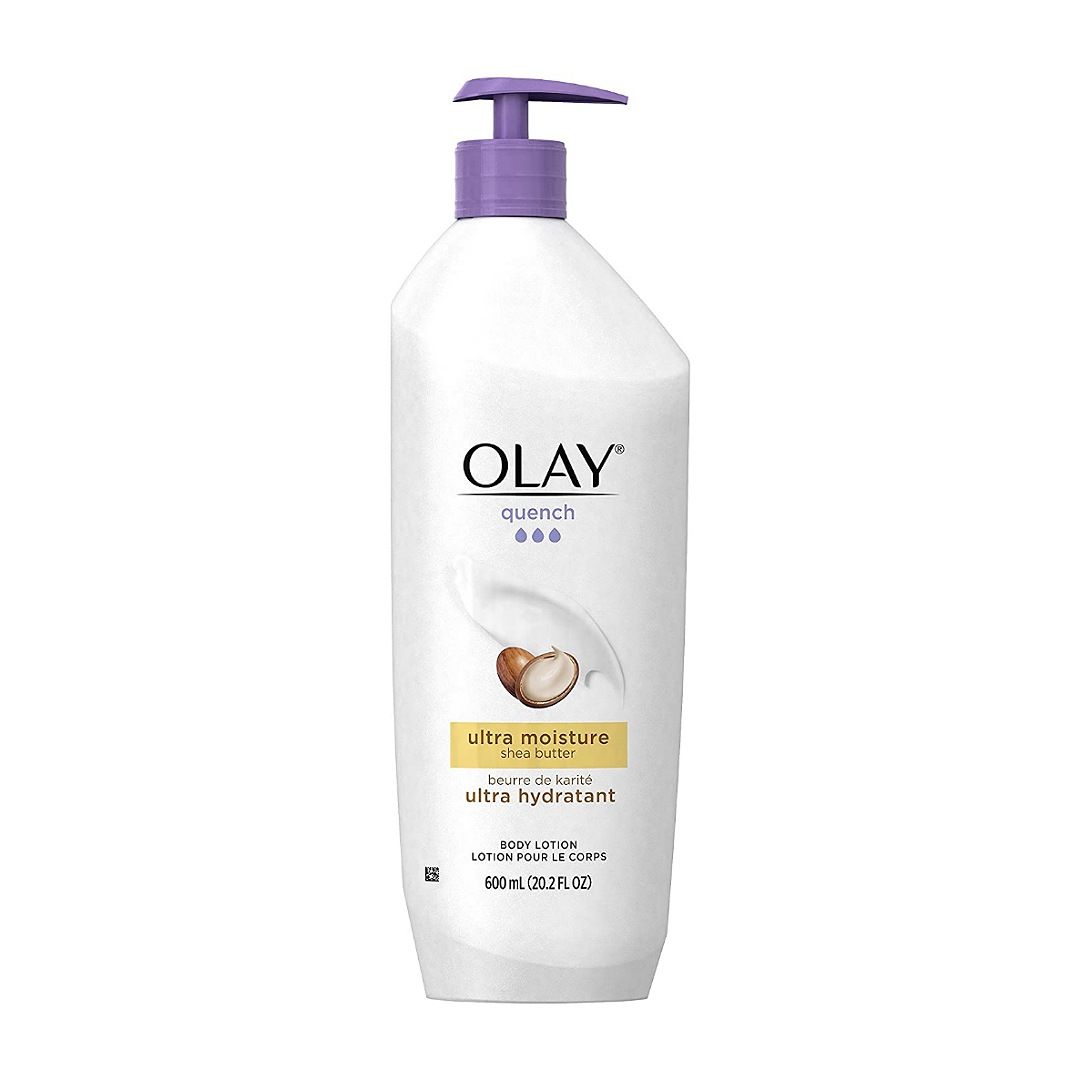 OLAY®
quench
ultra moisture
shea butter
beurre de karité
ultra hydratant
BODY LOTION
LOTION POUR LE CORPS
600 mL (20.2 FL OZ)